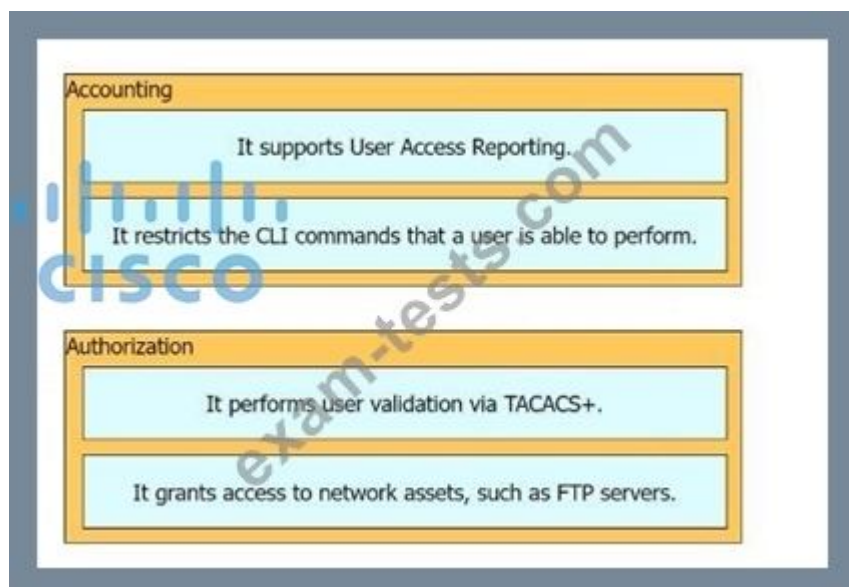 Accounting
It supports User Access Reporting.
It restricts the CLI commands that a user is able to perform.
CISCO
Authorization
It performs user validation via TACACS+.
It grants access to network assets, such as FTP servers.
exam-tests.com